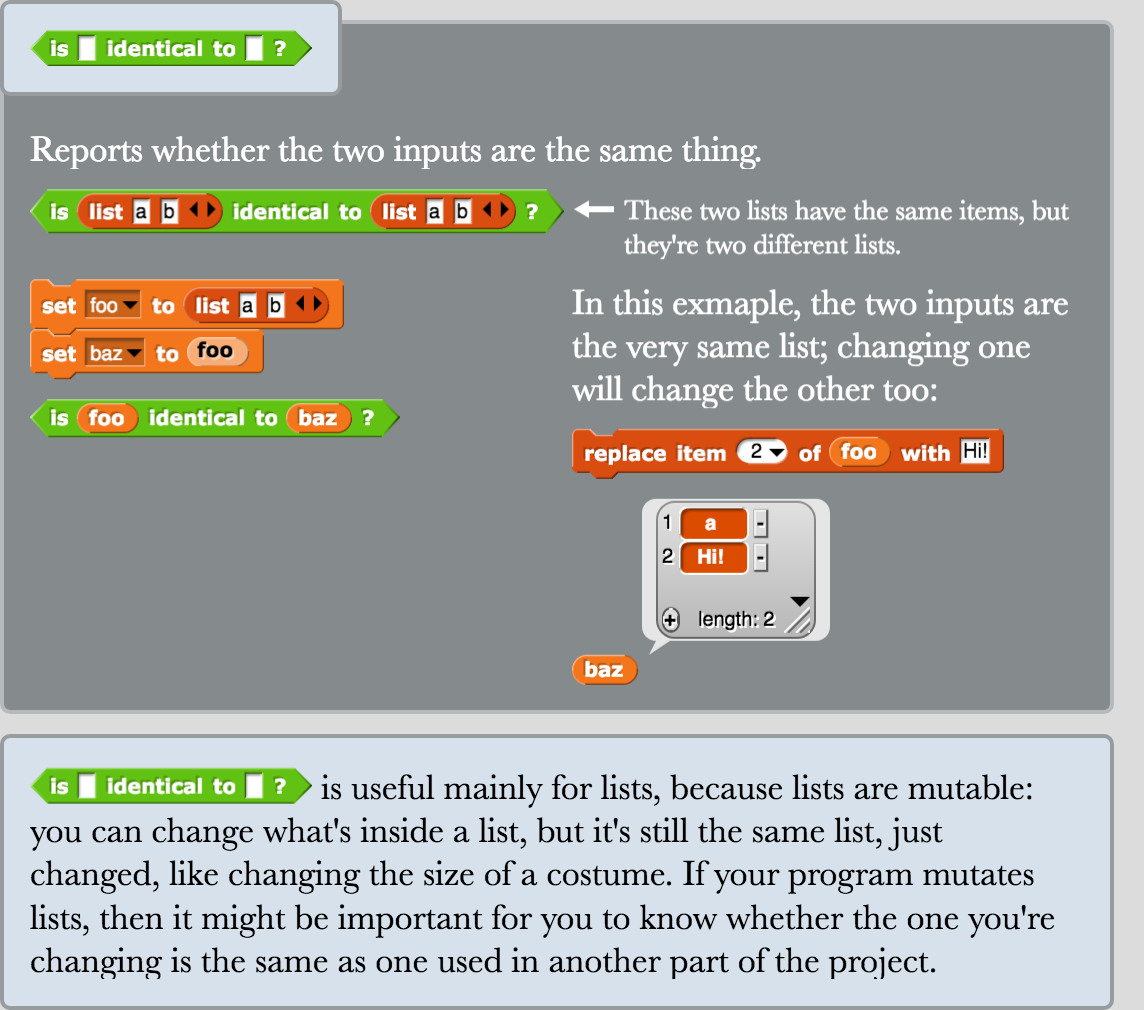 is identical to ?
Reports whether the two inputs are the same thing.
is list a b identical to list a b ?
These two lists have the same items, but
they're two different lists.
set foo to list a b
set baz to foo
is foo identical to baz ?
In this exmaple, the two inputs are
the very same list; changing one
will change the other too:
replace item 2 of foo with Hi!
1 a -
2 Hi! -
+ length: 2
baz
is identical to ? is useful mainly for lists, because lists are mutable:
you can change what's inside a list, but it's still the same list, just
changed, like changing the size of a costume. If your program mutates
lists, then it might be important for you to know whether the one you're
changing is the same as one used in another part of the project.